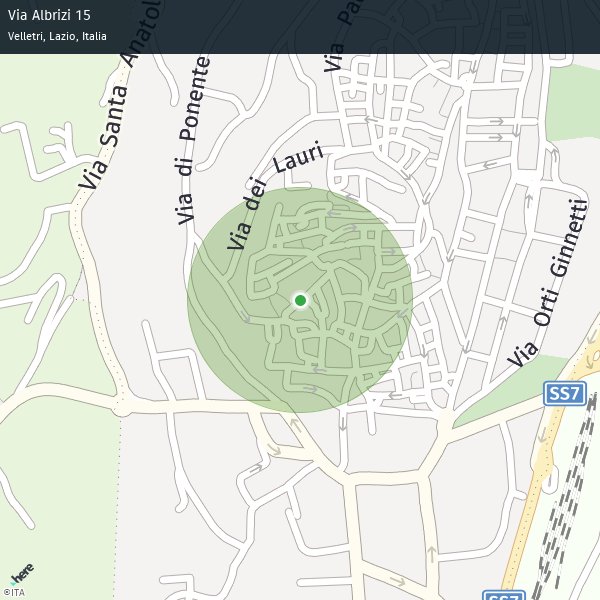 Via Albrizi 15
Velletri, Lazio, Italia
Via Santa Anatol
Via di Ponente
Via Pa
Via dei Lauri
Via Orti Ginnetti
SS7
SS7
here
©ITA